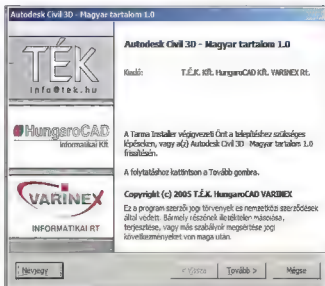 Autodesk Civil 3D - Magyar tartalom 1.0
TÉK
info@tek.hu
HungaroCAD
Informatikai Kft
VARINEX
INFORMATIKAI RT
Autodesk Civil 3D - Magyar tartalom 1.0
Kiadó: T.É.K. Kft. HungaroCAD Kft. VARINEX Rt.
A Tarma Installer végigvezeti Önt a telepítéshez szükséges
lépéseken, vagy a(z) Autodesk Civil 3D - Magyar tartalom 1.0
frissítésén.
A folytatáshoz kattintson a Tovább gombra.
Copyright (c) 2005 T.É.K. HungaroCAD VARINEX
Ez a program szerzői jogi törvények és nemzetközi szerződések
által védett. Bármely részének illetéktelen másolása,
terjesztése, vagy más szabályok megsértése jogi
következményeket von maga után.
Névjegy
< Vissza
Tovább >
Mégse